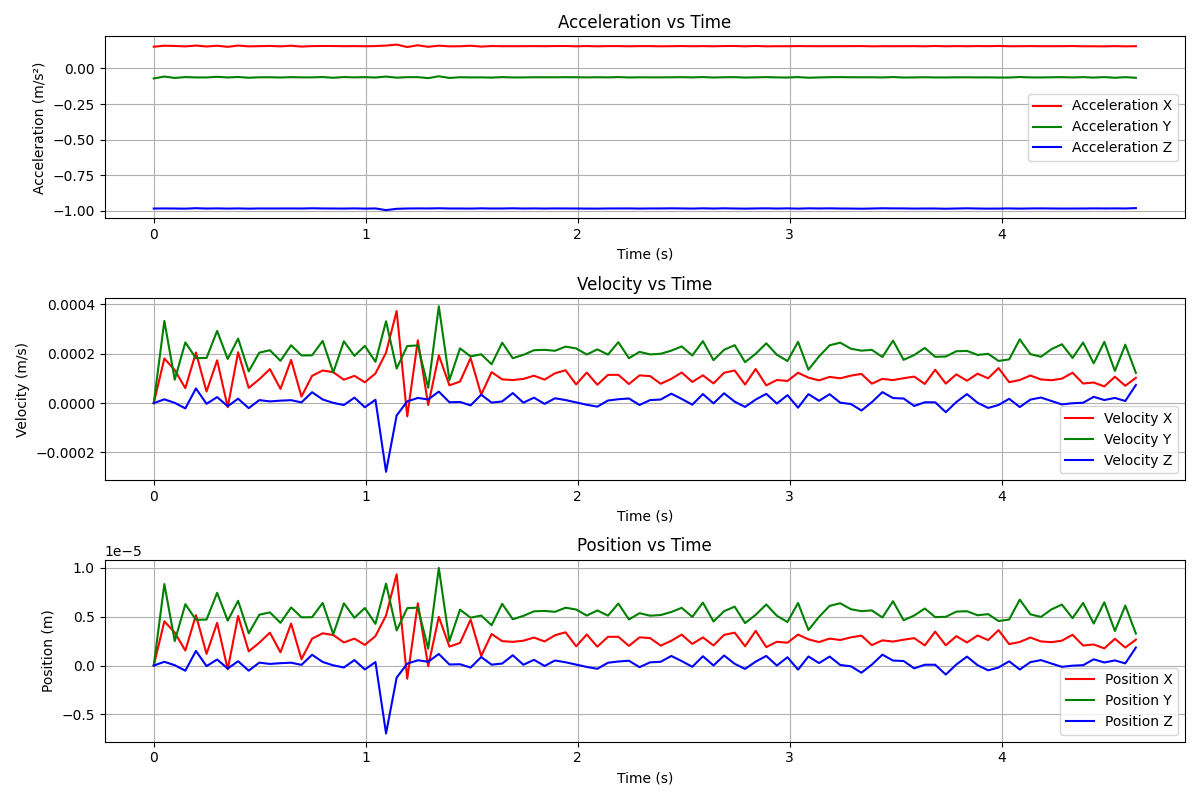 Acceleration vs Time
Acceleration (m/s²)
0.00
−0.25
−0.50
−0.75
−1.00
Acceleration X
Acceleration Y
Acceleration Z
0 1 2 3 4
Time (s)
Velocity vs Time
Velocity (m/s)
0.0004
0.0002
0.0000
−0.0002
Velocity X
Velocity Y
Velocity Z
0 1 2 3 4
Time (s)
Position vs Time
1e−5
Position (m)
1.0
0.5
0.0
−0.5
Position X
Position Y
Position Z
0 1 2 3 4
Time (s)